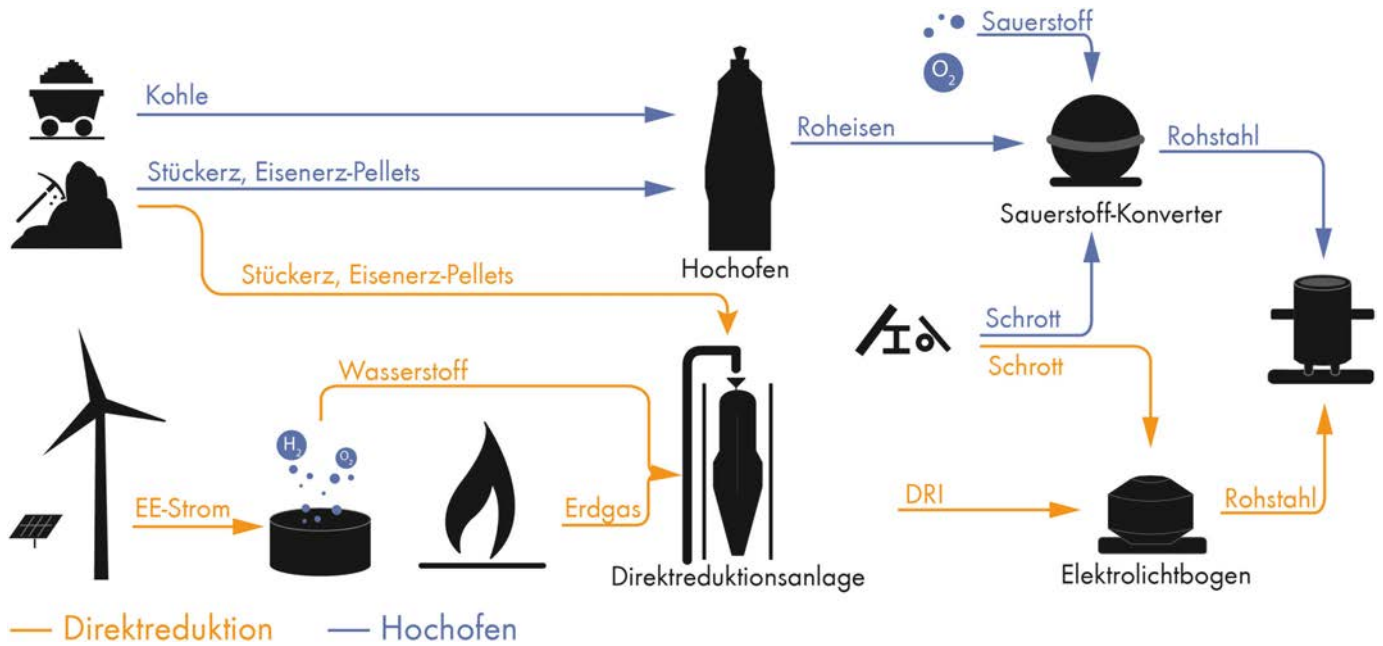 Sauerstoff
O₂
Kohle
Roheisen
Rohstahl
Stückerz, Eisenerz-Pellets
Sauerstoff-Konverter
Hochofen
Stückerz, Eisenerz-Pellets
Schrott
Schrott
Wasserstoff
H₂
O₂
EE-Strom
Erdgas
DRI
Rohstahl
Direktreduktionsanlage
Elektrolichtbogen
Direktreduktion
Hochofen